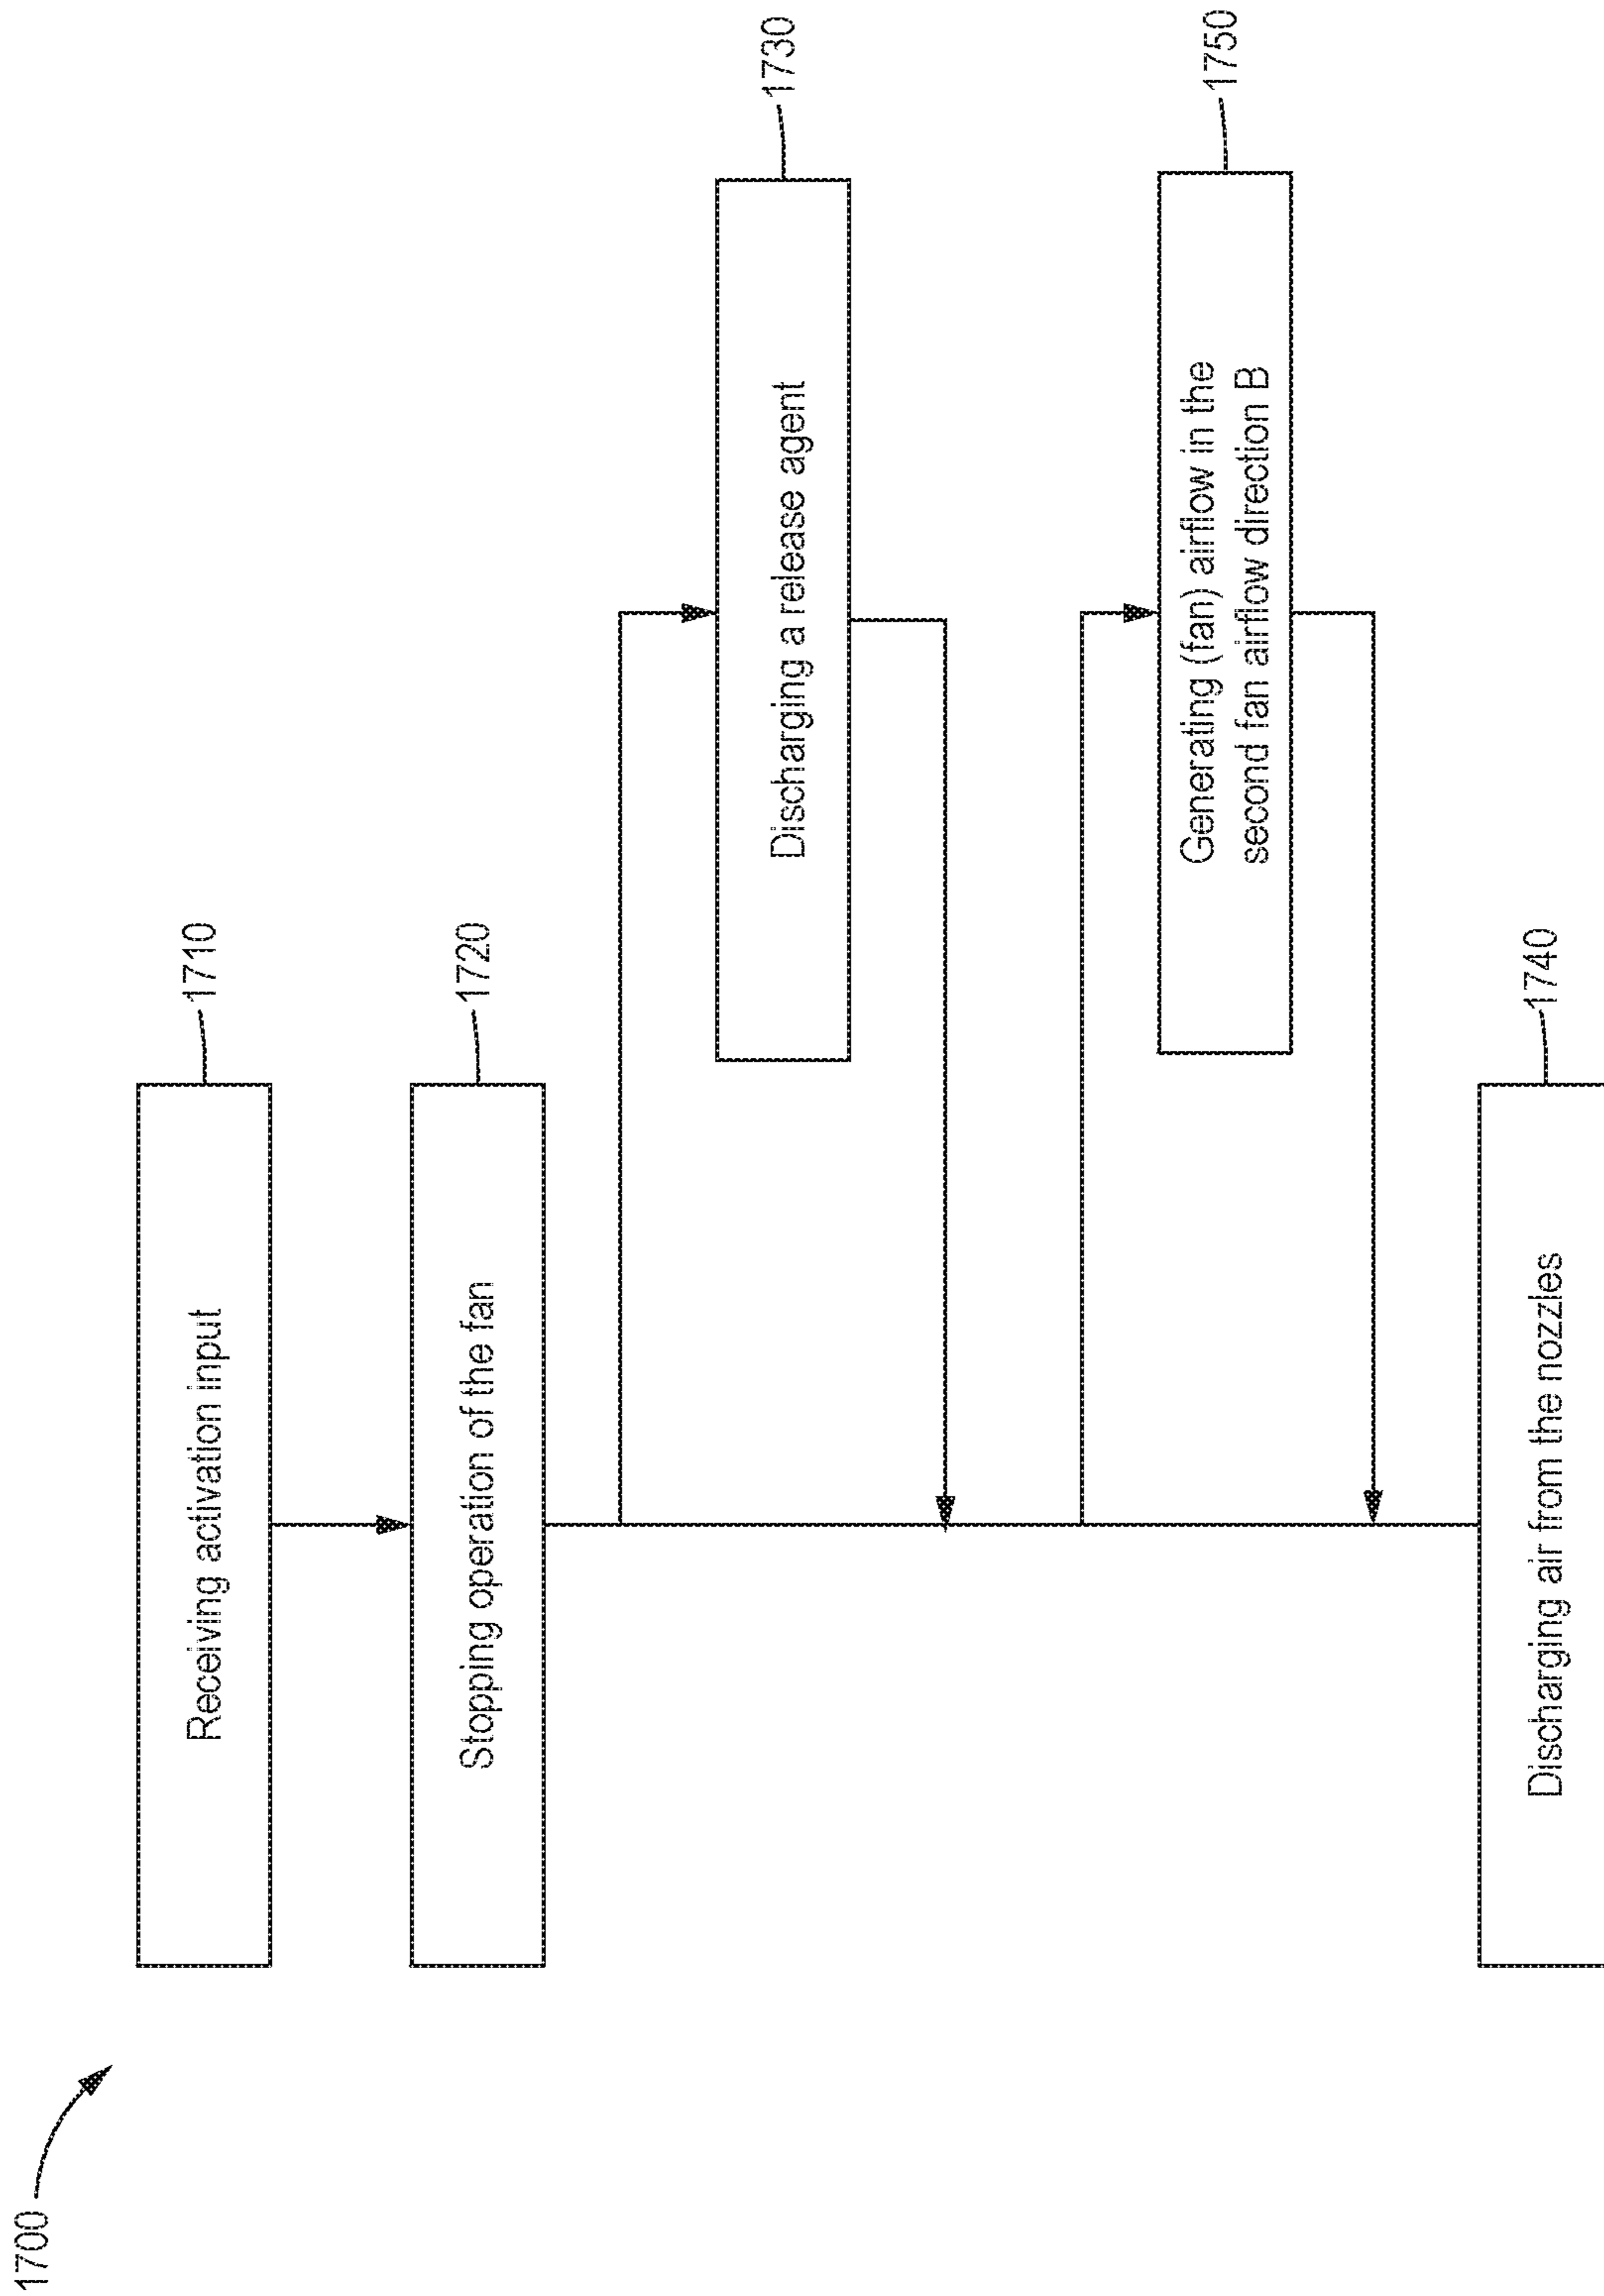 1700
Receiving activation input
1710
Stopping operation of the fan
1720
Discharging a release agent
1730
Generating (fan) airflow in the
second fan airflow direction B
1750
Discharging air from the nozzles
1740